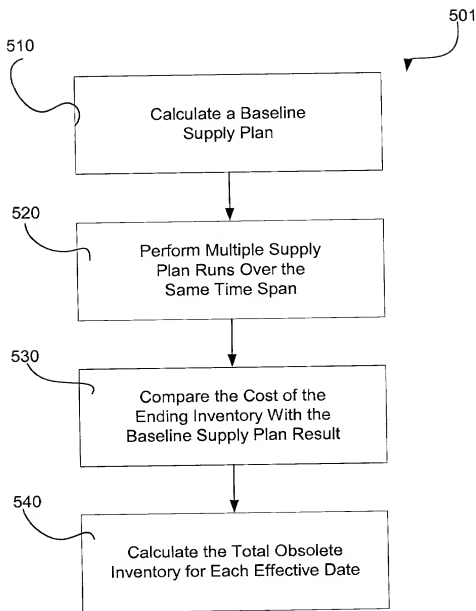 501
510
Calculate a Baseline
Supply Plan
520
Perform Multiple Supply
Plan Runs Over the
Same Time Span
530
Compare the Cost of the
Ending Inventory With the
Baseline Supply Plan Result
540
Calculate the Total Obsolete
Inventory for Each Effective Date